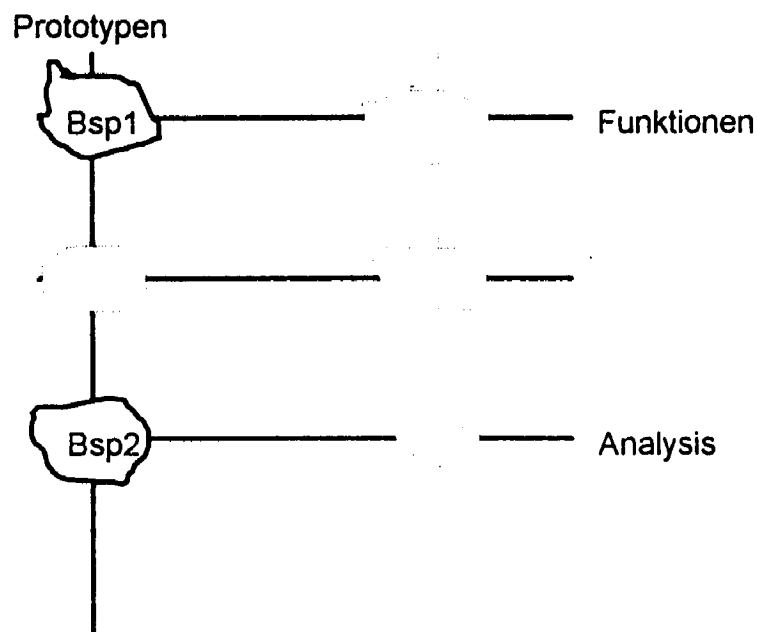 Prototypen
Bsp1
Funktionen
Bsp2
Analysis